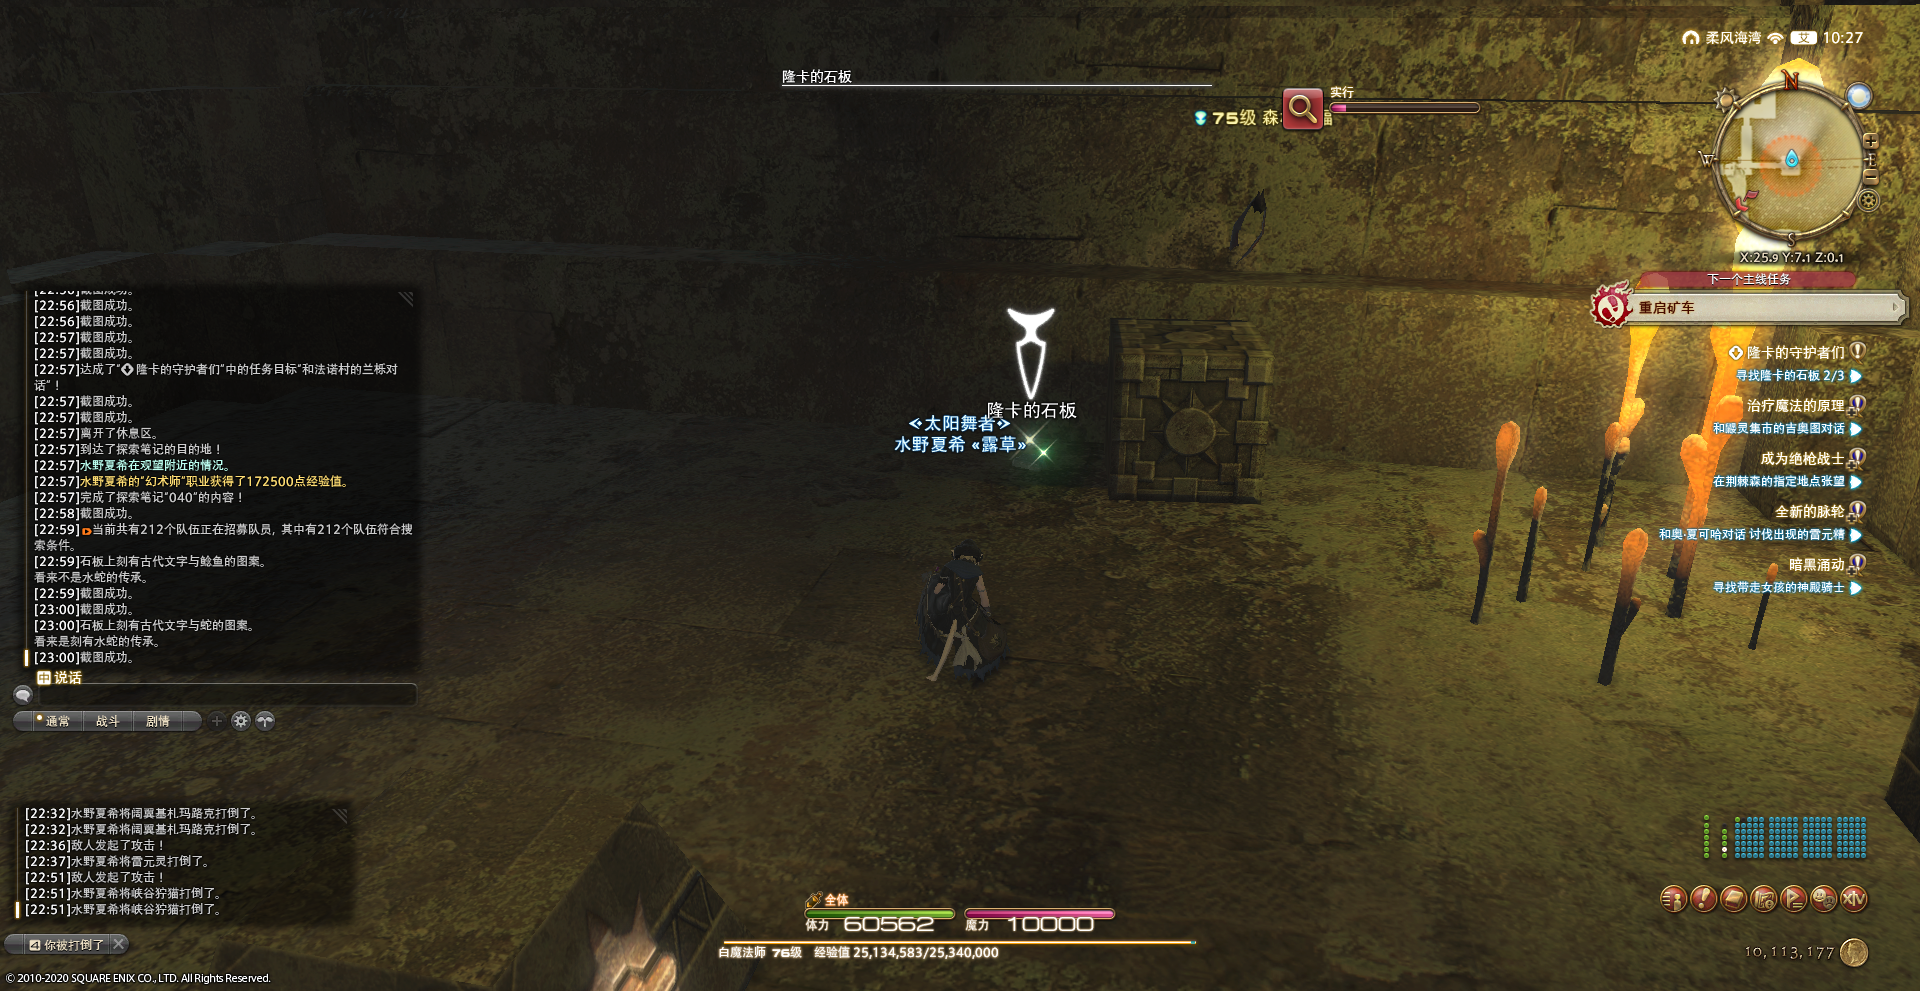 柔风海湾 艾 10:27
隆卡的石板
实行
75级 森
N
W
E
S
X:25.9 Y:7.1 Z:0.1
下一个主线任务
重启矿车
隆卡的守护者们
寻找隆卡的石板 2/3
治疗魔法的原理
和鼹灵集市的吉奥图对话
成为绝枪战士
在荆棘森的指定地点张望
全新的脉轮
和奥·夏可哈对话 讨伐出现的雷元精
暗黑涌动
寻找带走女孩的神殿骑士
隆卡的石板
<太阳舞者>
水野夏希 «露草»
[22:56]截图成功。
[22:56]截图成功。
[22:56]截图成功。
[22:57]截图成功。
[22:57]截图成功。
[22:57]达成了“隆卡的守护者们”中的任务目标“和法诺村的兰栎对
话”！
[22:57]截图成功。
[22:57]截图成功。
[22:57]离开了休息区。
[22:57]到达了探索笔记的目的地！
[22:57]水野夏希在观望附近的情况。
[22:57]水野夏希的“幻术师”职业获得了172500点经验值。
[22:57]完成了探索笔记“040”的内容！
[22:58]截图成功。
[22:59]当前共有212个队伍正在招募队员，其中有212个队伍符合搜
索条件。
[22:59]石板上刻有古代文字与鲶鱼的图案。
看来不是水蛇的传承。
[22:59]截图成功。
[23:00]截图成功。
[23:00]石板上刻有古代文字与蛇的图案。
看来是刻有水蛇的传承。
[23:00]截图成功。
中 说话
通常 战斗 剧情
[22:32]水野夏希将阔翼基札玛路克打倒了。
[22:32]水野夏希将阔翼基札玛路克打倒了。
[22:36]敌人发起了攻击！
[22:37]水野夏希将雷元灵打倒了。
[22:51]敌人发起了攻击！
[22:51]水野夏希将峡谷狞猫打倒了。
[22:51]水野夏希将峡谷狞猫打倒了。
4 你被打倒了
全体
体力 60562 魔力 10000
白魔法师 76级 经验值 25,134,583/25,340,000
XIV
10,113,177
© 2010-2020 SQUARE ENIX CO., LTD. All Rights Reserved.